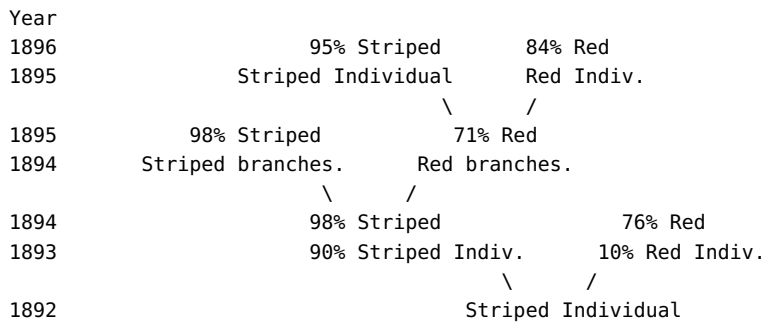 Year
1896 95% Striped 84% Red
1895 Striped Individual Red Indiv.
\ /
1895 98% Striped 71% Red
1894 Striped branches. Red branches.
\ /
1894 98% Striped 76% Red
1893 90% Striped Indiv. 10% Red Indiv.
\ /
1892 Striped Individual